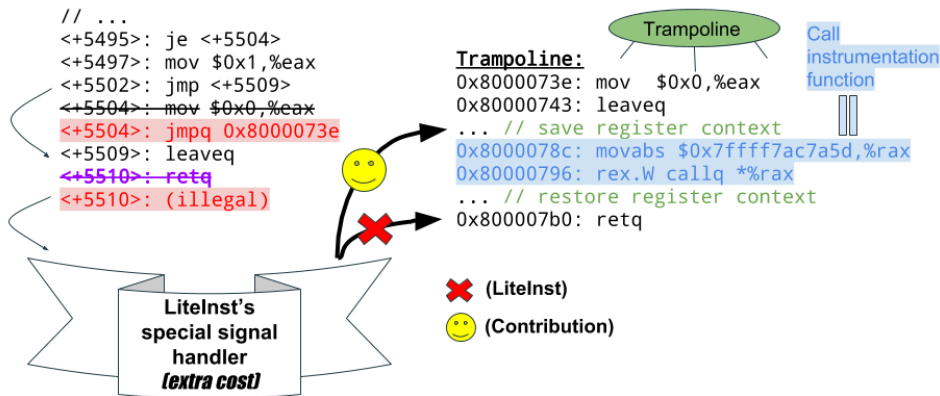 // ...
<+5495>: je <+5504>
<+5497>: mov $0x1,%eax
<+5502>: jmp <+5509>
<+5504>: mov $0x0,%eax
<+5504>: jmpq 0x8000073e
<+5509>: leaveq
<+5510>: retq
<+5510>: (illegal)
Trampoline
Call
instrumentation
function
Trampoline:
0x8000073e: mov $0x0,%eax
0x80000743: leaveq
... // save register context
0x8000078c: movabs $0x7ffff7ac7a5d,%rax
0x80000796: rex.W callq *%rax
... // restore register context
0x800007b0: retq
LiteInst's
special signal
handler
(extra cost)
(LiteInst)
(Contribution)